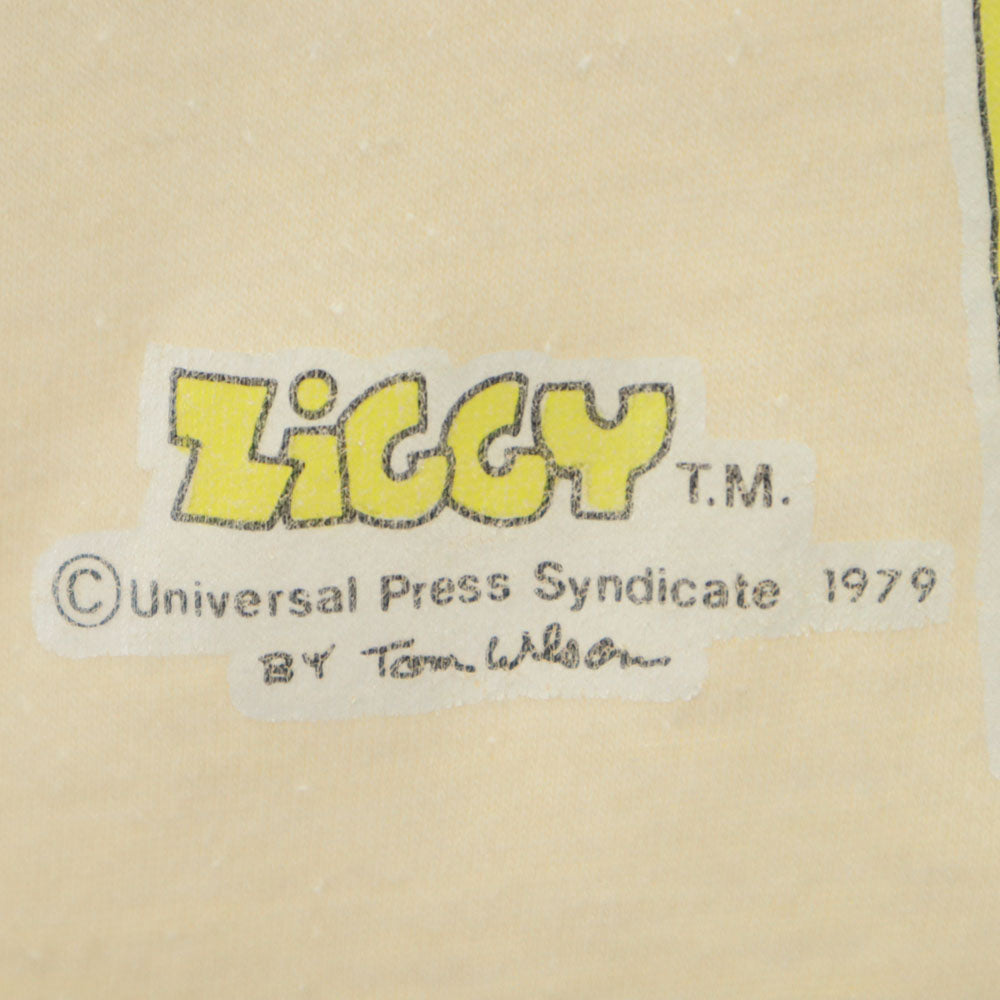 ZiGGY T.M.
© Universal Press Syndicate 1979
BY Tom Wilson